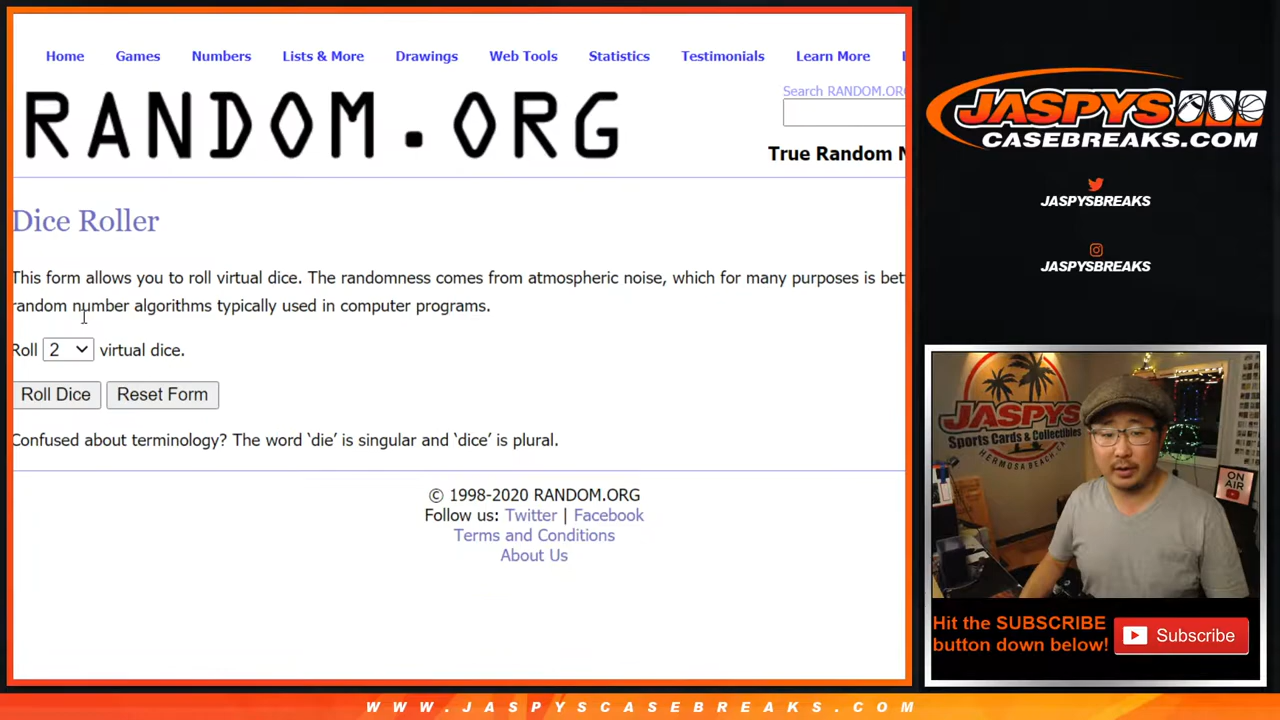 Home Games Numbers Lists & More Drawings Web Tools Statistics Testimonials Learn More
Search RANDOM.ORG
RANDOM.ORG
True Random N
Dice Roller
This form allows you to roll virtual dice. The randomness comes from atmospheric noise, which for many purposes is bet
random number algorithms typically used in computer programs.
Roll 2 virtual dice.
Roll Dice Reset Form
Confused about terminology? The word ‘die’ is singular and ‘dice’ is plural.
© 1998-2020 RANDOM.ORG
Follow us: Twitter | Facebook
Terms and Conditions
About Us
JASPYS
CASEBREAKS.COM
JASPYSBREAKS
JASPYSBREAKS
JASPYS
Sports Cards & Collectibles
HERMOSA BEACH, CA
ON AIR
Hit the SUBSCRIBE
button down below!
Subscribe
WWW.JASPYSCASEBREAKS.COM